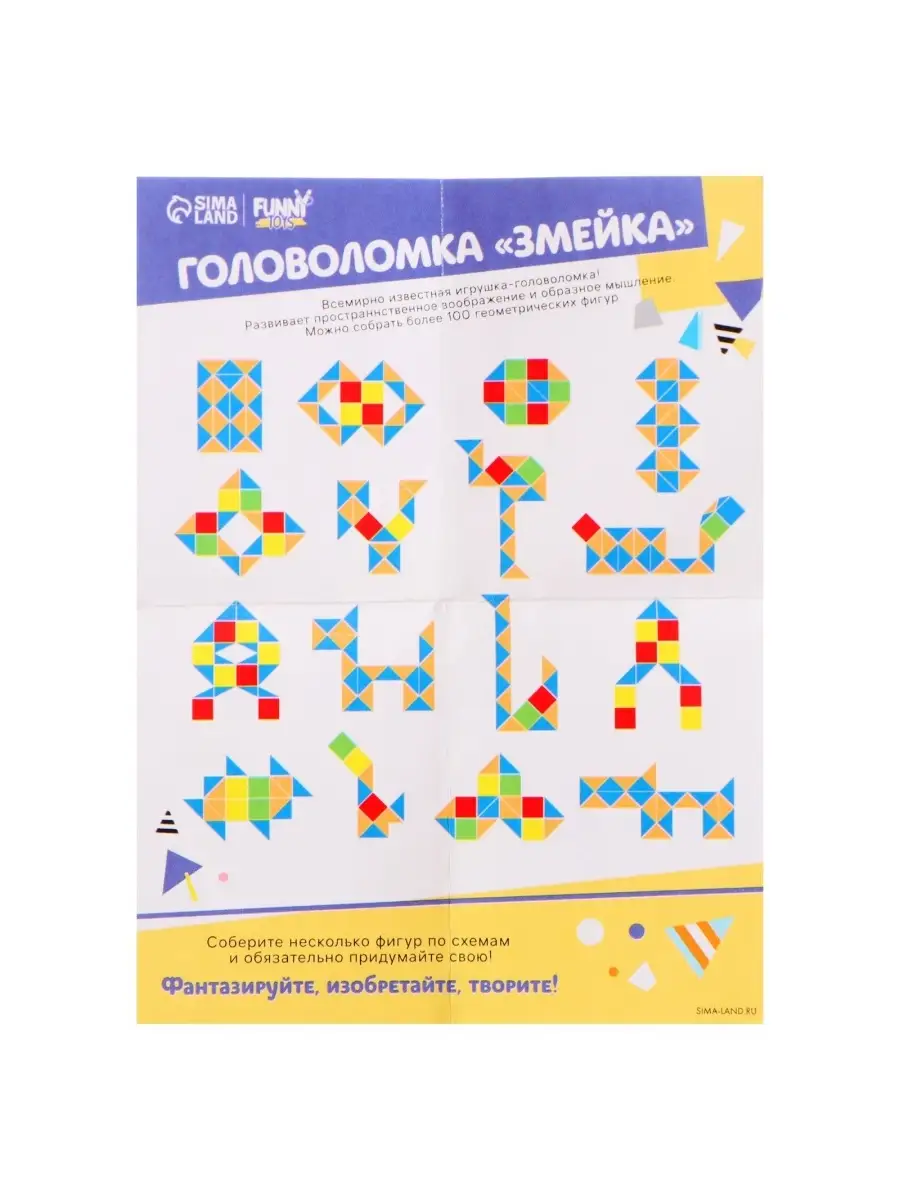 SIMA
LAND
FUNNY
TOYS
ГОЛОВОЛОМКА «ЗМЕЙКА»
Всемирно известная игрушка-головоломка!
Развивает пространнственное воображение и образное мышление.
Можно собрать более 100 геометрических фигур
Соберите несколько фигур по схемам
и обязательно придумайте свою!
Фантазируйте, изобретайте, творите!
SIMA-LAND.RU